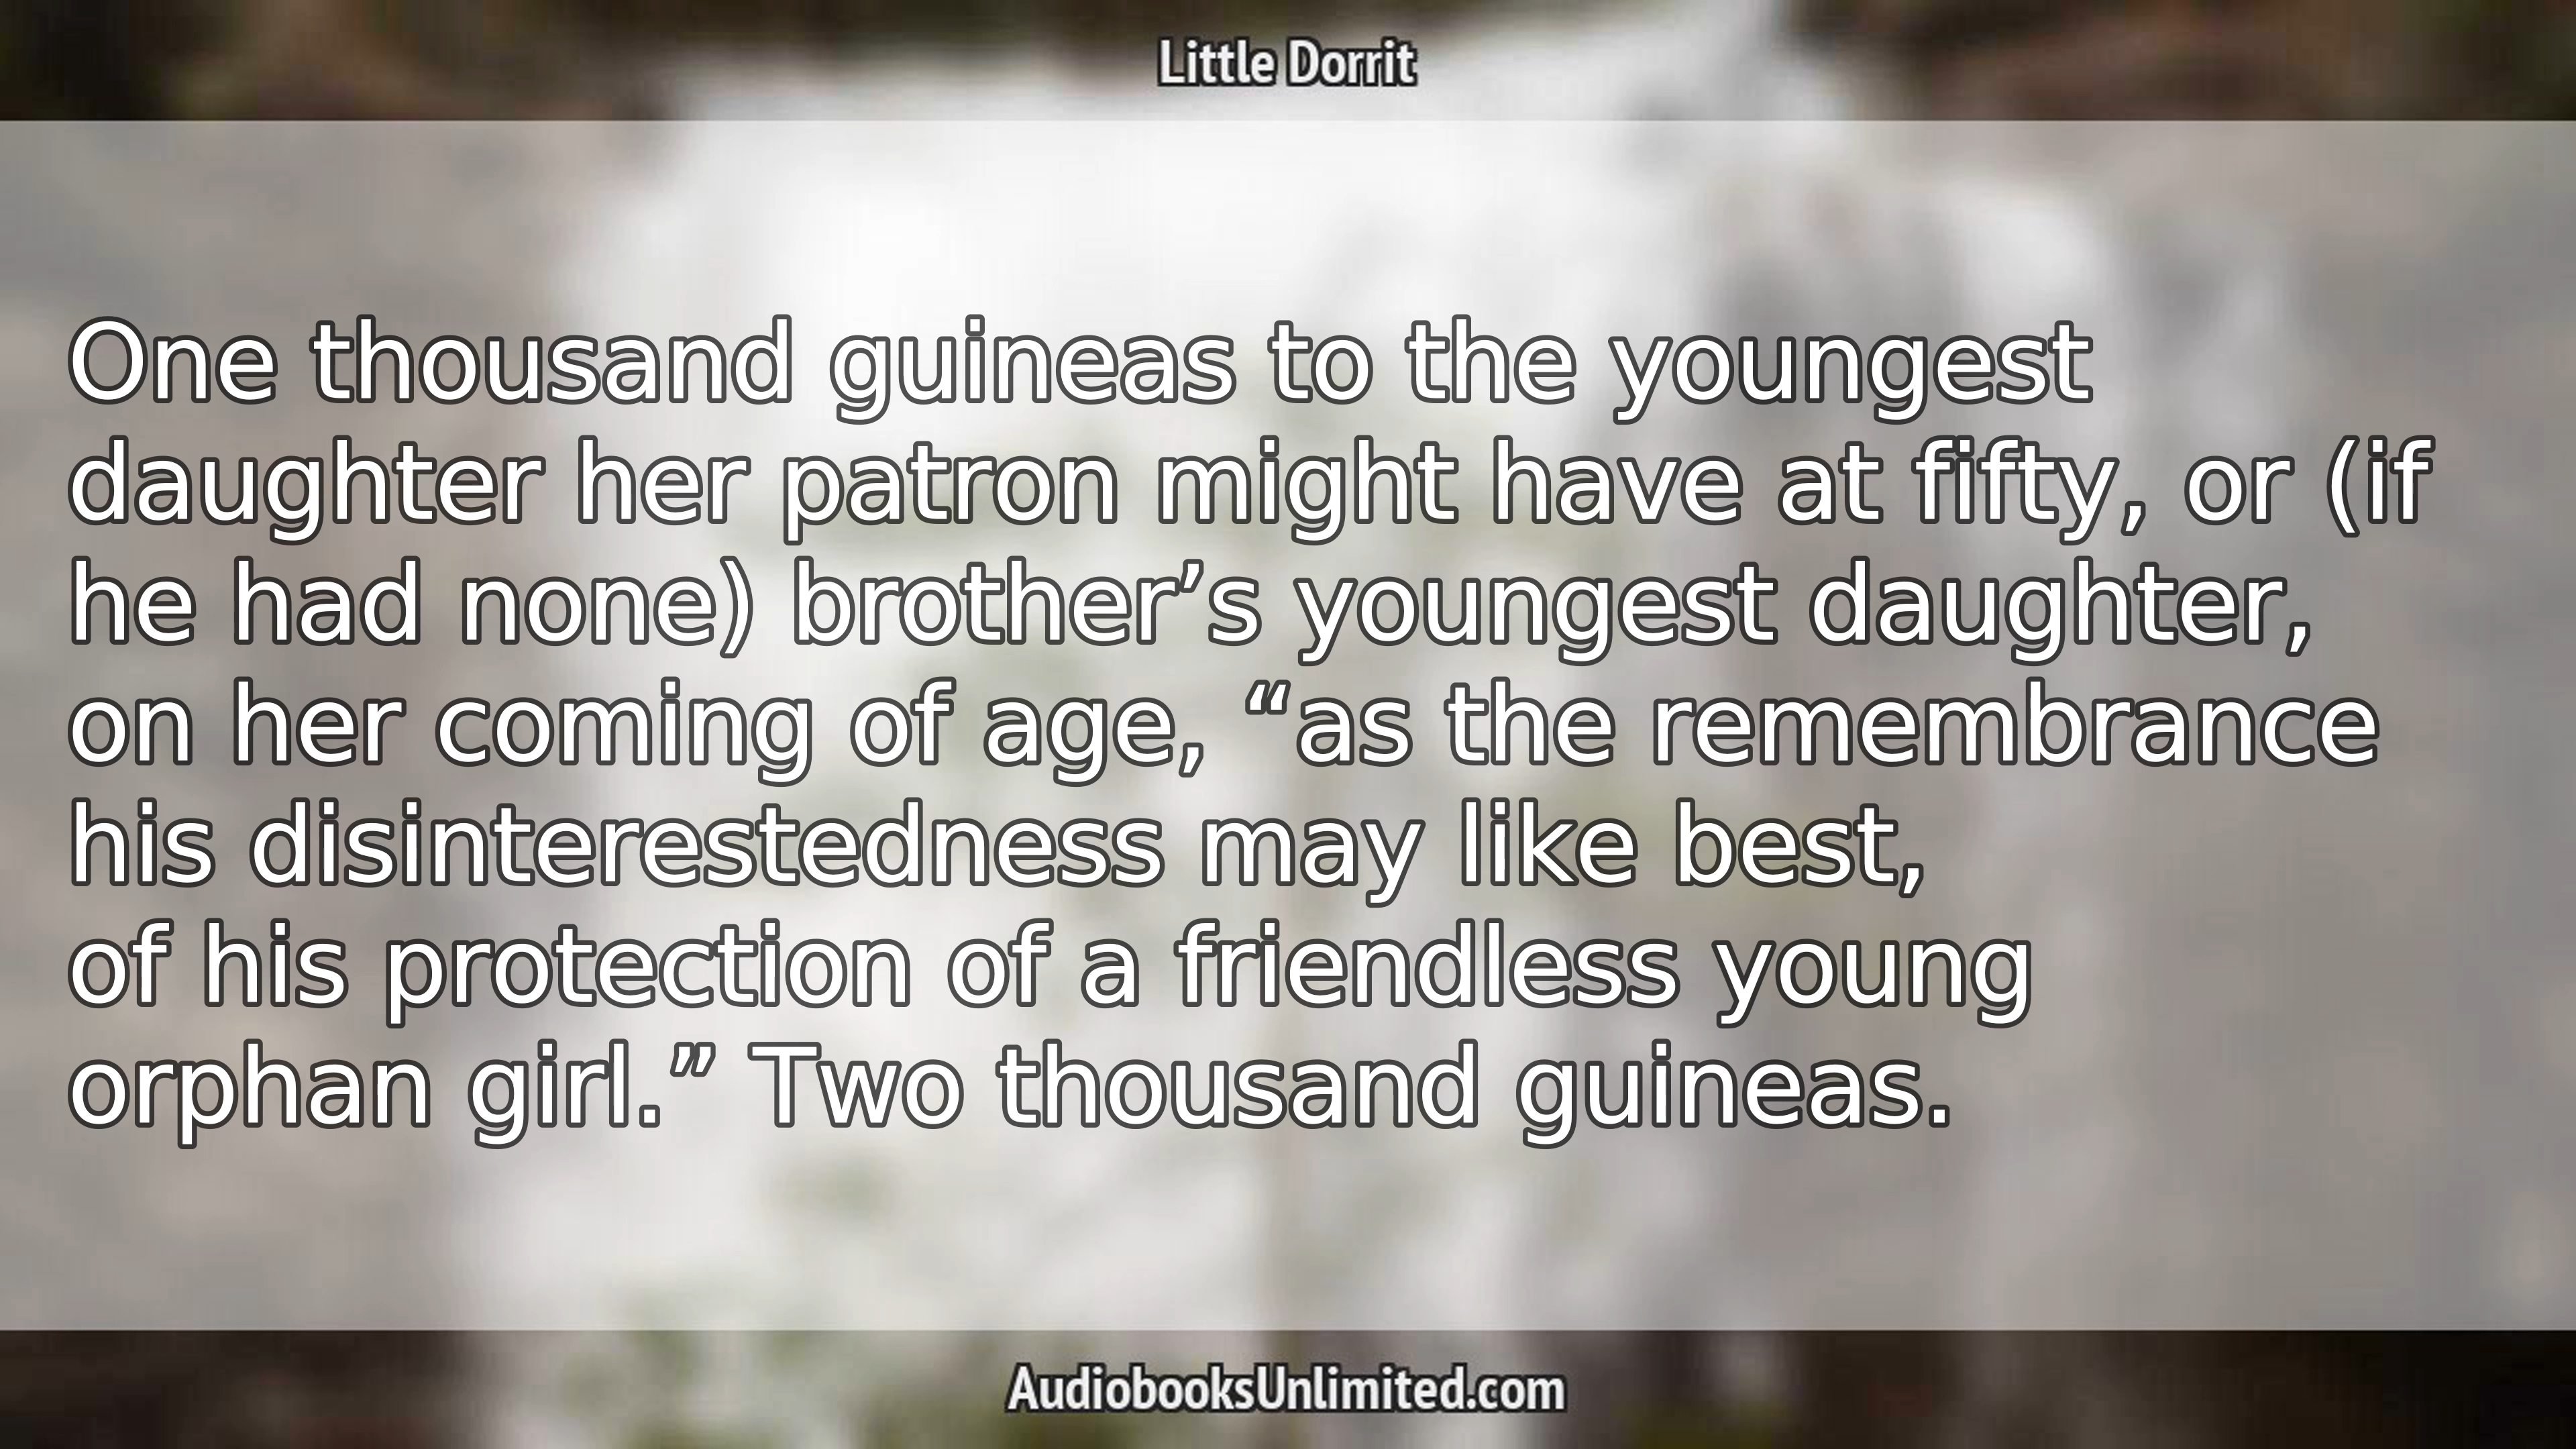 Little Dorrit
One thousand guineas to the youngest
daughter her patron might have at fifty, or (if
he had none) brother’s youngest daughter,
on her coming of age, “as the remembrance
his disinterestedness may like best,
of his protection of a friendless young
orphan girl.” Two thousand guineas.
AudiobooksUnlimited.com